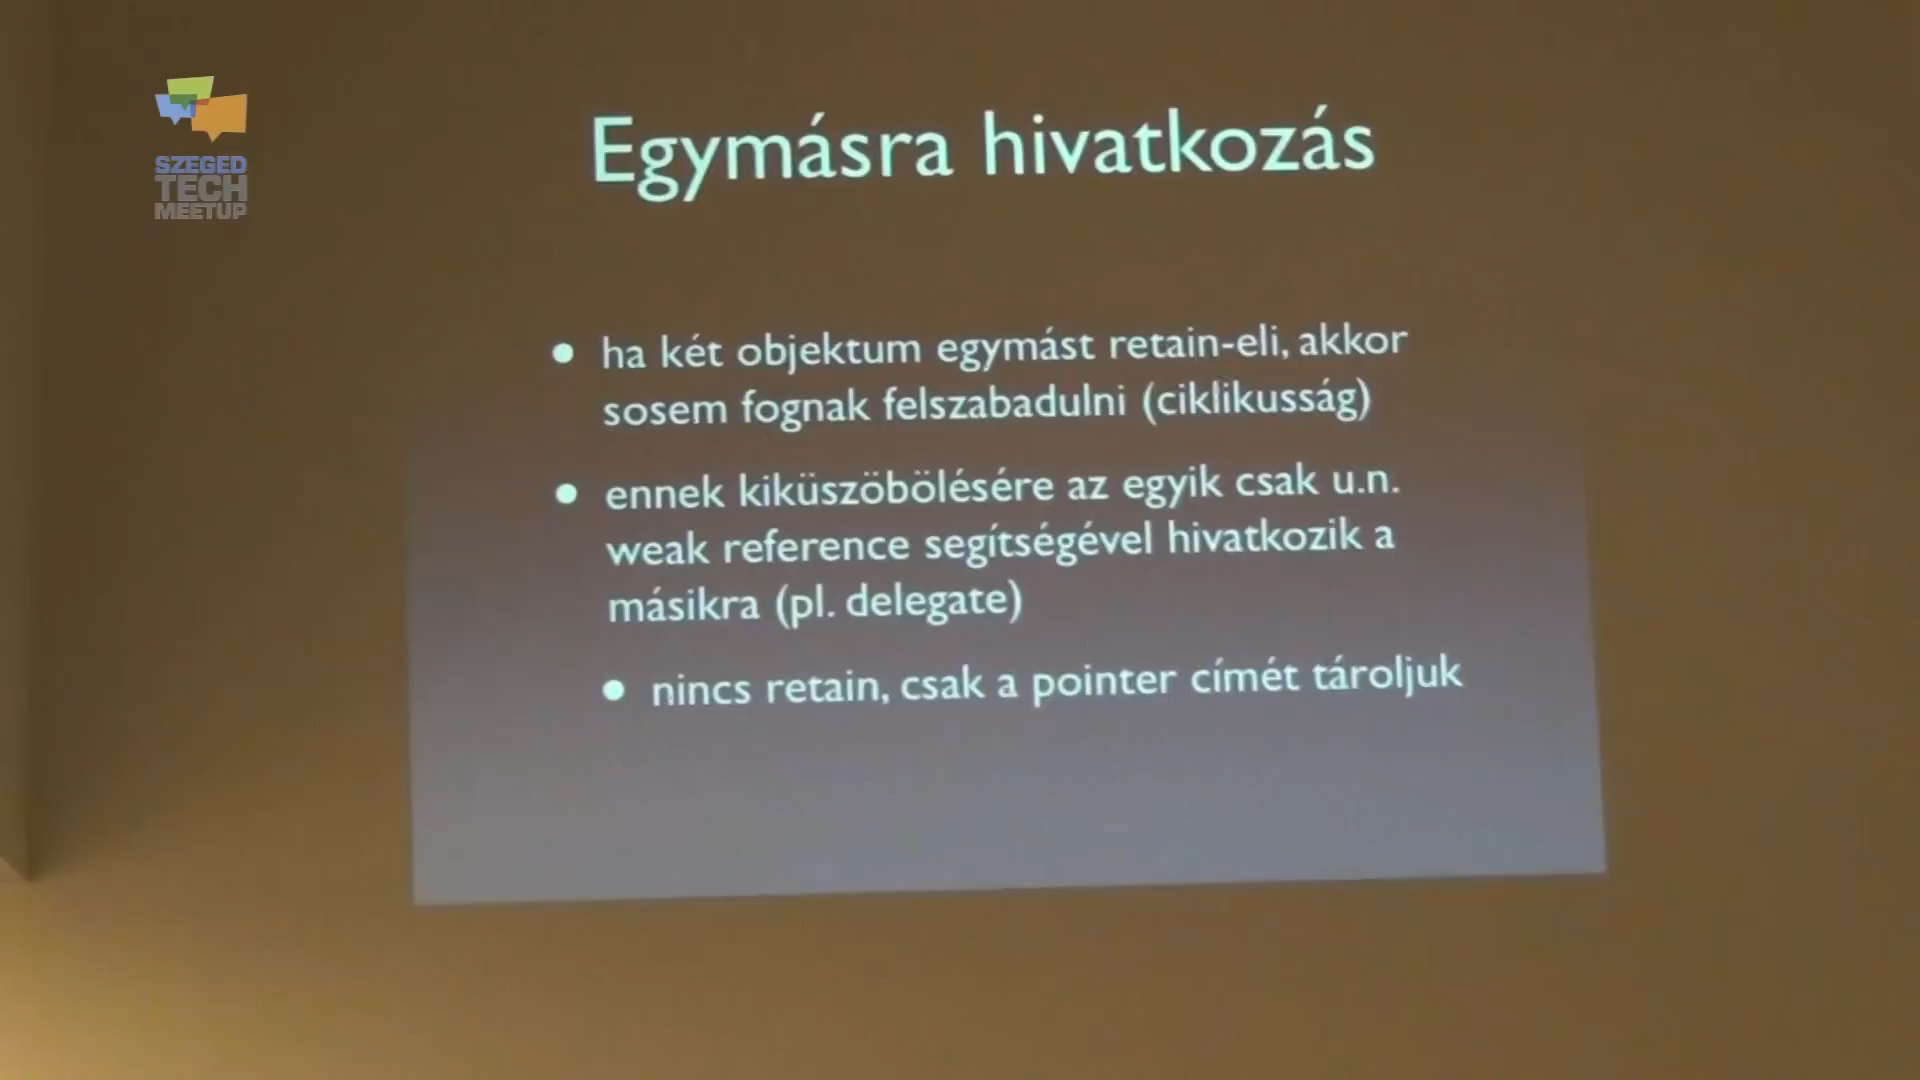 SZEGED
TECH
MEETUP
Egymásra hivatkozás
• ha két objektum egymást retain-eli, akkor
sosem fognak felszabadulni (ciklikusság)
• ennek kiküszöbölésére az egyik csak u.n.
weak reference segítségével hivatkozik a
másikra (pl. delegate)
• nincs retain, csak a pointer címét tároljuk